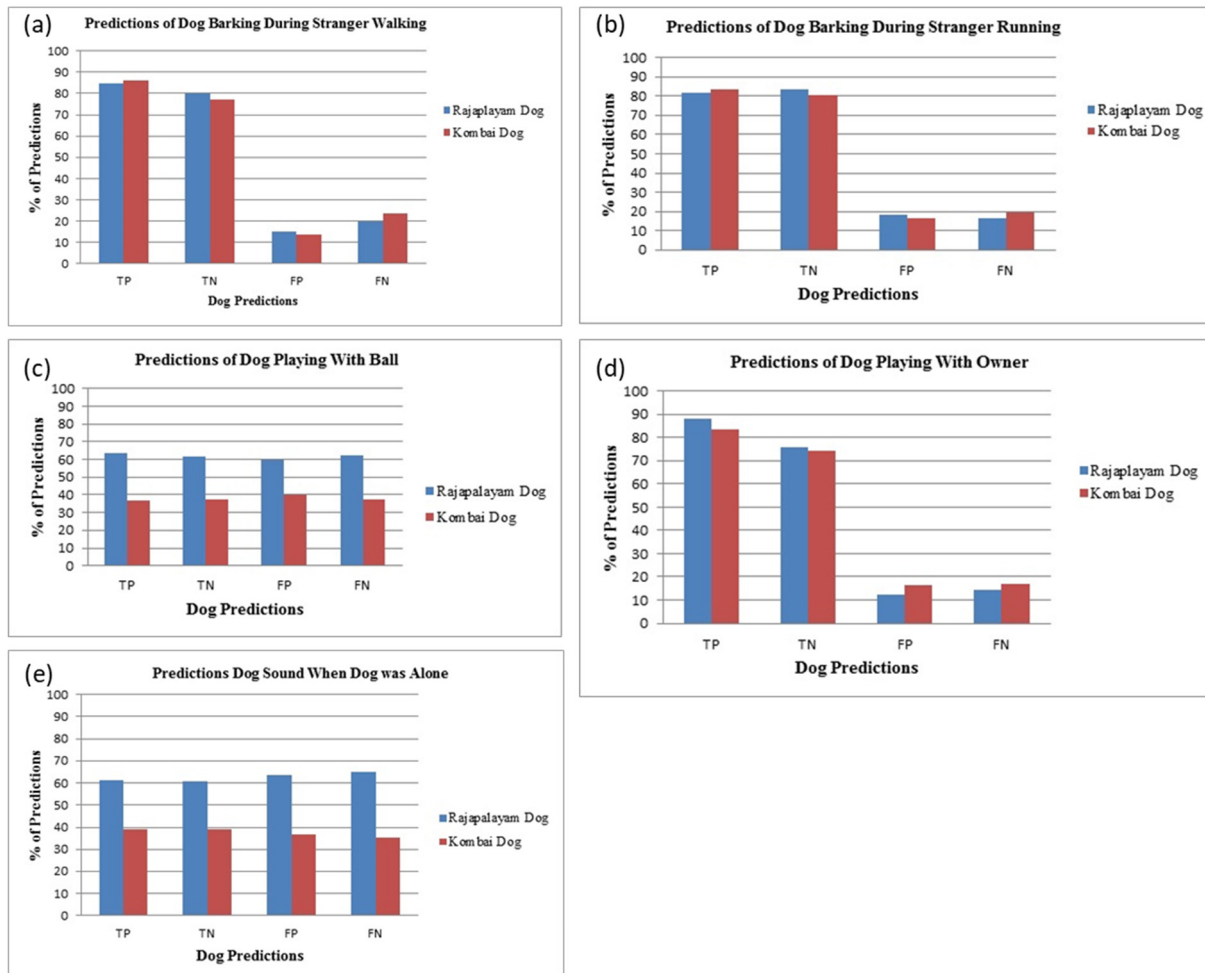 (a)
Predictions of Dog Barking During Stranger Walking
% of Predictions
100
90
80
70
60
50
40
30
20
10
0
TP TN FP FN
Dog Predictions
Rajaplayam Dog
Kombai Dog
(b)
Predictions of Dog Barking During Stranger Running
% of Predictions
100
90
80
70
60
50
40
30
20
10
0
TP TN FP FN
Dog Predictions
Rajaplayam Dog
Kombai Dog
(c)
Predictions of Dog Playing With Ball
% of Predictions
100
90
80
70
60
50
40
30
20
10
0
TP TN FP FN
Dog Predictions
Rajapalayam Dog
Kombai Dog
(d)
Predictions of Dog Playing With Owner
% of Predictions
100
90
80
70
60
50
40
30
20
10
0
TP TN FP FN
Dog Predictions
Rajaplayam Dog
Kombai Dog
(e)
Predictions Dog Sound When Dog was Alone
% of Predictions
100
90
80
70
60
50
40
30
20
10
0
TP TN FP FN
Dog Predictions
Rajapalayam Dog
Kombai Dog